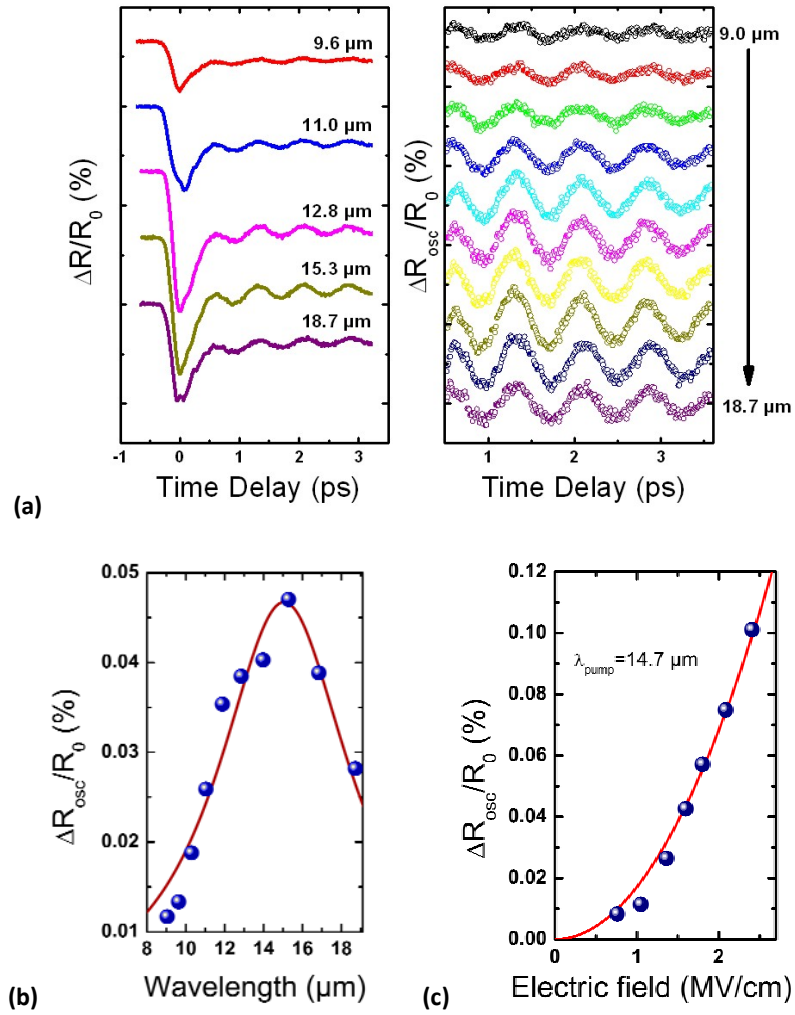 9.6 µm
11.0 µm
12.8 µm
15.3 µm
18.7 µm
ΔR/R0 (%)
-1 0 1 2 3
Time Delay (ps)
9.0 µm
18.7 µm
ΔRosc/R0 (%)
1 2 3
Time Delay (ps)
(a)
0.05
0.04
0.03
0.02
0.01
ΔRosc/R0 (%)
8 10 12 14 16 18
Wavelength (µm)
(b)
0.12
0.10
0.08
0.06
0.04
0.02
0.00
ΔRosc/R0 (%)
λpump=14.7 µm
0 1 2
Electric field (MV/cm)
(c)